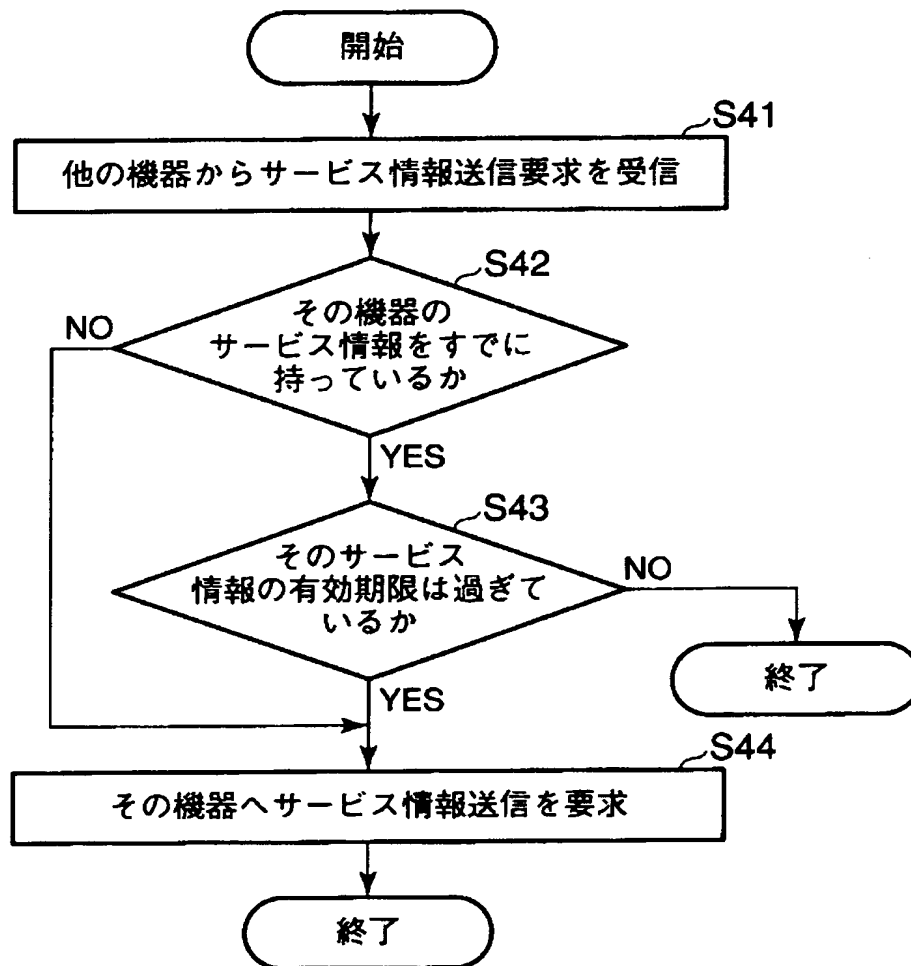 開始
S41
他の機器からサービス情報送信要求を受信
S42
その機器の
サービス情報をすでに
持っているか
NO
YES
S43
そのサービス
情報の有効期限は過ぎて
いるか
NO
終了
YES
S44
その機器へサービス情報送信を要求
終了